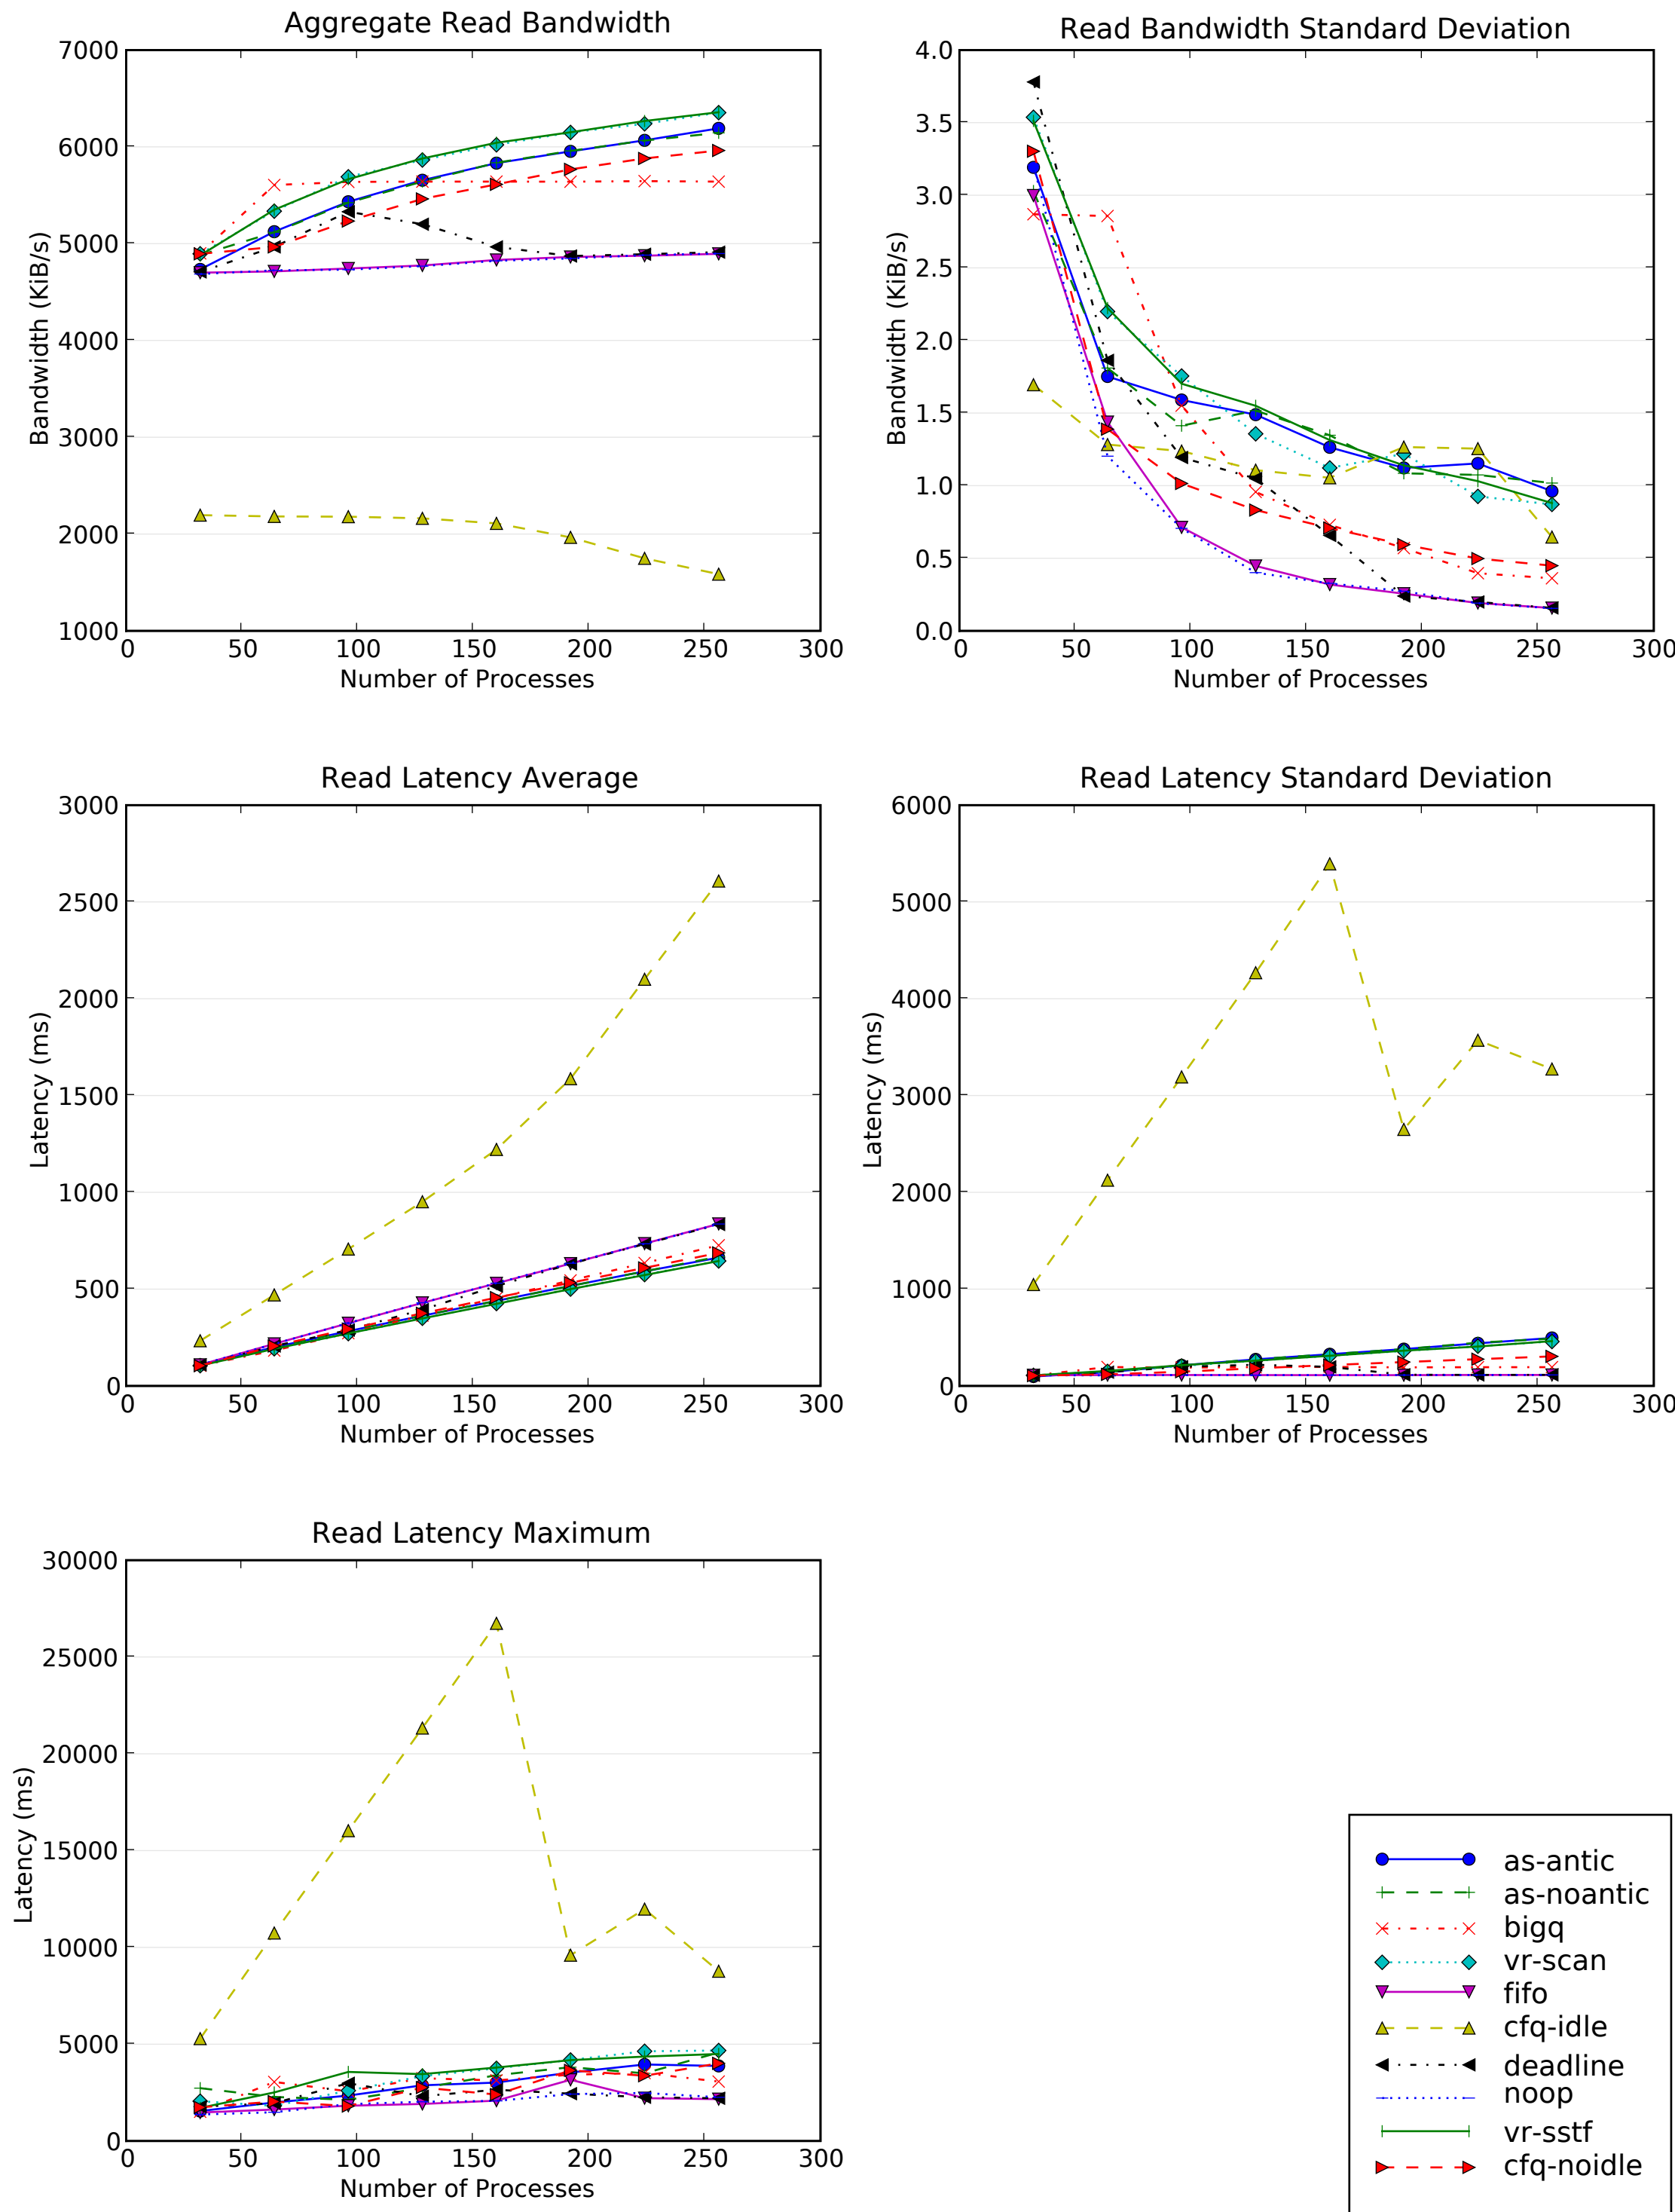 Aggregate Read Bandwidth
7000
6000
5000
4000
3000
2000
1000
0 50 100 150 200 250 300
Bandwidth (KiB/s)
Number of Processes
Read Bandwidth Standard Deviation
4.0
3.5
3.0
2.5
2.0
1.5
1.0
0.5
0.0
0 50 100 150 200 250 300
Bandwidth (KiB/s)
Number of Processes
Read Latency Average
3000
2500
2000
1500
1000
500
0
0 50 100 150 200 250 300
Latency (ms)
Number of Processes
Read Latency Standard Deviation
6000
5000
4000
3000
2000
1000
0
0 50 100 150 200 250 300
Latency (ms)
Number of Processes
Read Latency Maximum
30000
25000
20000
15000
10000
5000
0
0 50 100 150 200 250 300
Latency (ms)
Number of Processes
as-antic
as-noantic
bigq
vr-scan
fifo
cfq-idle
deadline
noop
vr-sstf
cfq-noidle